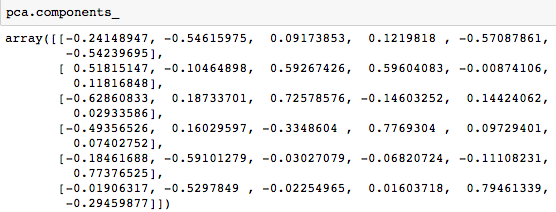 pca.components_
array([[-0.24148947, -0.54615975,  0.09173853,  0.1219818 , -0.57087861,
        -0.54239695],
       [ 0.51815147, -0.10464898,  0.59267426,  0.59604083, -0.00874106,
         0.11816848],
       [-0.62860833,  0.18733701,  0.72578576, -0.14603252,  0.14424062,
         0.02933586],
       [-0.49356526,  0.16029597, -0.3348604 ,  0.7769304 ,  0.09729401,
         0.07402752],
       [-0.18461688, -0.59101279, -0.03027079, -0.06820724, -0.11108231,
         0.77376525],
       [-0.01906317, -0.5297849 , -0.02254965,  0.01603718,  0.79461339,
        -0.29459877]])